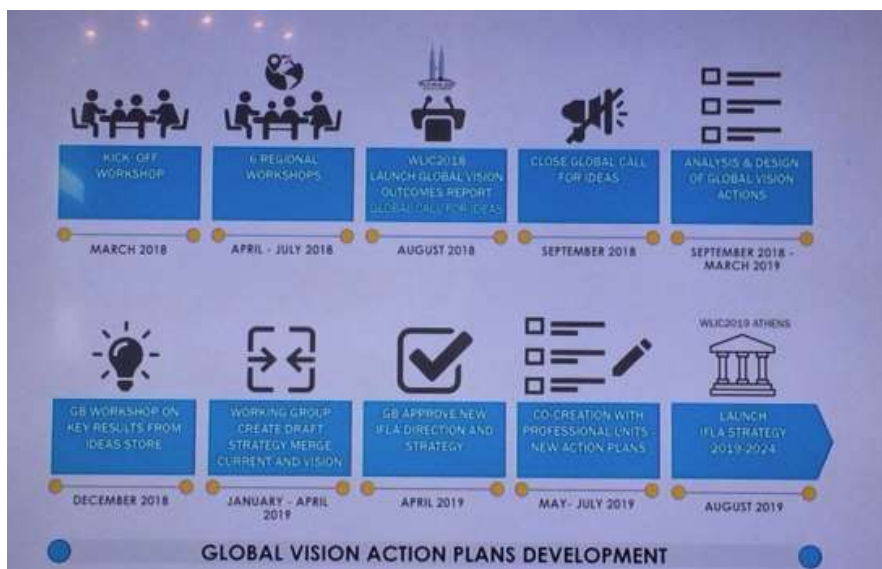 KICK-OFF
WORKSHOP
MARCH 2018
6 REGIONAL
WORKSHOPS
APRIL - JULY 2018
WLIC2018
LAUNCH GLOBAL VISION
OUTCOMES REPORT
GLOBAL CALL FOR IDEAS
AUGUST 2018
CLOSE GLOBAL CALL
FOR IDEAS
SEPTEMBER 2018
ANALYSIS & DESIGN
OF GLOBAL VISION
ACTIONS
SEPTEMBER 2018 -
MARCH 2019
GB WORKSHOP ON
KEY RESULTS FROM
IDEAS STORE
DECEMBER 2018
WORKING GROUP
CREATE DRAFT
STRATEGY MERGE
CURRENT AND VISION
JANUARY - APRIL
2019
GB APPROVE NEW
IFLA DIRECTION AND
STRATEGY
APRIL 2019
CO-CREATION WITH
PROFESSIONAL UNITS -
NEW ACTION PLANS
MAY- JULY 2019
WLIC2019 ATHENS
LAUNCH
IFLA STRATEGY
2019-2024
AUGUST 2019
GLOBAL VISION ACTION PLANS DEVELOPMENT